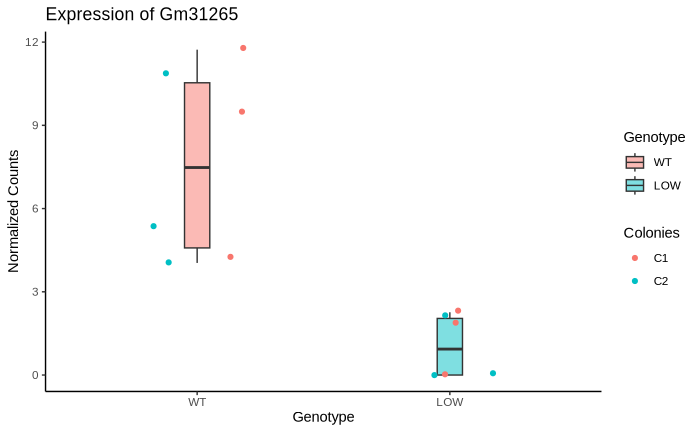 Expression of Gm31265
12
9
6
3
0
Normalized Counts
WT
LOW
Genotype
Genotype
WT
LOW
Colonies
C1
C2